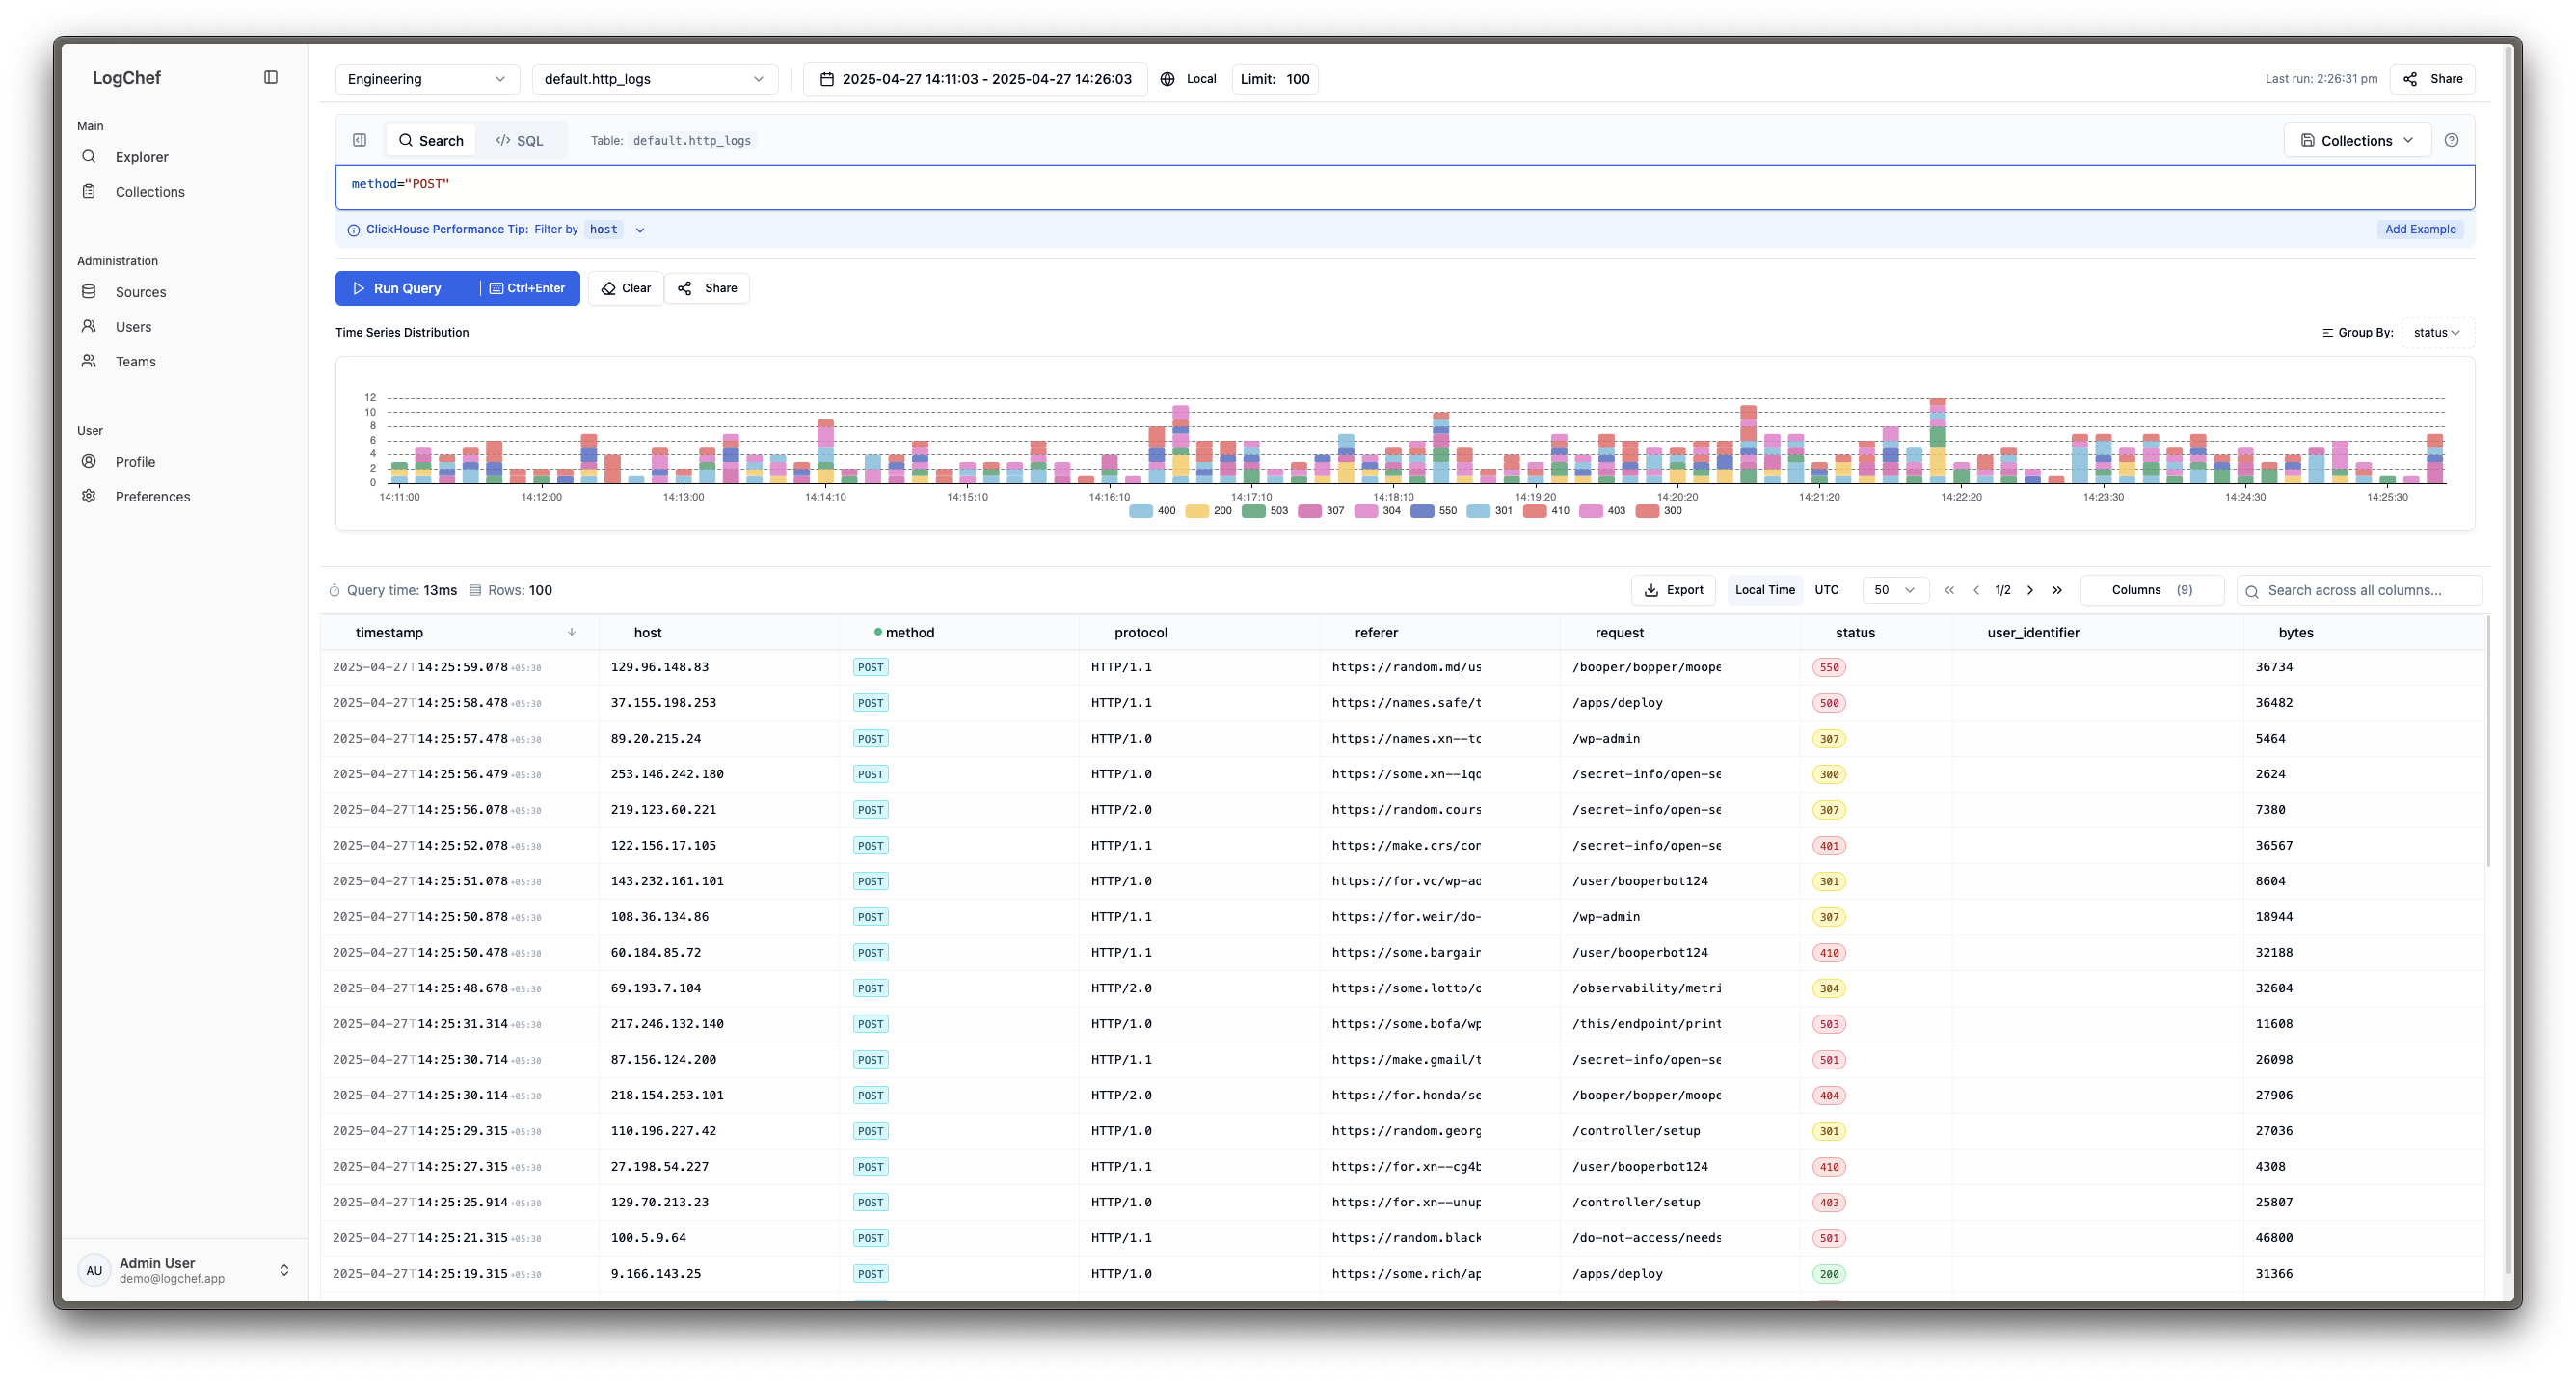 LogChef
Main
Explorer
Collections
Administration
Sources
Users
Teams
User
Profile
Preferences
AU
Admin User
demo@logchef.app
Engineering
default.http_logs
2025-04-27 14:11:03 - 2025-04-27 14:26:03
Local
Limit: 100
Last run: 2:26:31 pm
Share
Search
SQL
Table: default.http_logs
Collections
method="POST"
ClickHouse Performance Tip: Filter by host
Add Example
Run Query
Ctrl+Enter
Clear
Share
Time Series Distribution
Group By: status
12
10
8
6
4
2
0
14:11:00 14:12:00 14:13:00 14:14:10 14:15:10 14:16:10 14:17:10 14:18:10 14:19:20 14:20:20 14:21:20 14:22:20 14:23:30 14:24:30 14:25:30
400 200 503 307 304 550 301 410 403 300
Query time: 13ms Rows: 100
Export
Local Time UTC
50
1/2
Columns (9)
Search across all columns...
timestamp host method protocol referer request status user_identifier bytes
2025-04-27T14:25:59.078+05:30 129.96.148.83 POST HTTP/1.1 https://random.md/us /booper/bopper/moope 550 36734
2025-04-27T14:25:58.478+05:30 37.155.198.253 POST HTTP/1.1 https://names.safe/t /apps/deploy 500 36482
2025-04-27T14:25:57.478+05:30 89.20.215.24 POST HTTP/1.0 https://names.xn--tc /wp-admin 307 5464
2025-04-27T14:25:56.479+05:30 253.146.242.180 POST HTTP/1.0 https://some.xn--1qc /secret-info/open-se 300 2624
2025-04-27T14:25:56.078+05:30 219.123.60.221 POST HTTP/2.0 https://random.cours /secret-info/open-se 307 7380
2025-04-27T14:25:52.078+05:30 122.156.17.105 POST HTTP/1.1 https://make.crs/cor /secret-info/open-se 401 36567
2025-04-27T14:25:51.078+05:30 143.232.161.101 POST HTTP/1.0 https://for.vc/wp-ad /user/booperbot124 301 8604
2025-04-27T14:25:50.878+05:30 108.36.134.86 POST HTTP/1.1 https://for.weir/do- /wp-admin 307 18944
2025-04-27T14:25:50.478+05:30 60.184.85.72 POST HTTP/1.1 https://some.bargain /user/booperbot124 410 32188
2025-04-27T14:25:48.678+05:30 69.193.7.104 POST HTTP/2.0 https://some.lotto/c /observability/metri 304 32604
2025-04-27T14:25:31.314+05:30 217.246.132.140 POST HTTP/1.0 https://some.bofa/wp /this/endpoint/print 503 11608
2025-04-27T14:25:30.714+05:30 87.156.124.200 POST HTTP/1.1 https://make.gmail/t /secret-info/open-se 501 26098
2025-04-27T14:25:30.114+05:30 218.154.253.101 POST HTTP/2.0 https://for.honda/se /booper/bopper/moope 404 27906
2025-04-27T14:25:29.315+05:30 110.196.227.42 POST HTTP/1.0 https://random.georg /controller/setup 301 27036
2025-04-27T14:25:27.315+05:30 27.198.54.227 POST HTTP/1.1 https://for.xn--cg4b /user/booperbot124 410 4308
2025-04-27T14:25:25.914+05:30 129.70.213.23 POST HTTP/1.0 https://for.xn--unup /controller/setup 403 25807
2025-04-27T14:25:21.315+05:30 100.5.9.64 POST HTTP/1.1 https://random.black /do-not-access/needs 501 46800
2025-04-27T14:25:19.315+05:30 9.166.143.25 POST HTTP/1.0 https://some.rich/ap /apps/deploy 200 31366